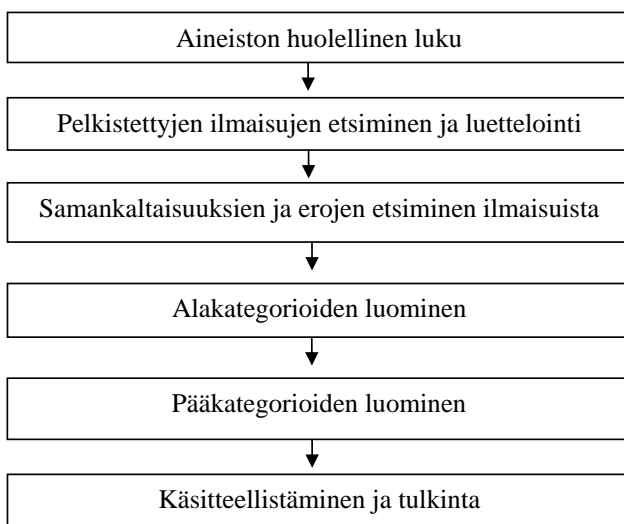 Aineiston huolellinen luku
Pelkistettyjen ilmaisujen etsiminen ja luettelointi
Samankaltaisuuksien ja erojen etsiminen ilmaisuista
Alakategorioiden luominen
Pääkategorioiden luominen
Käsitteellistäminen ja tulkinta